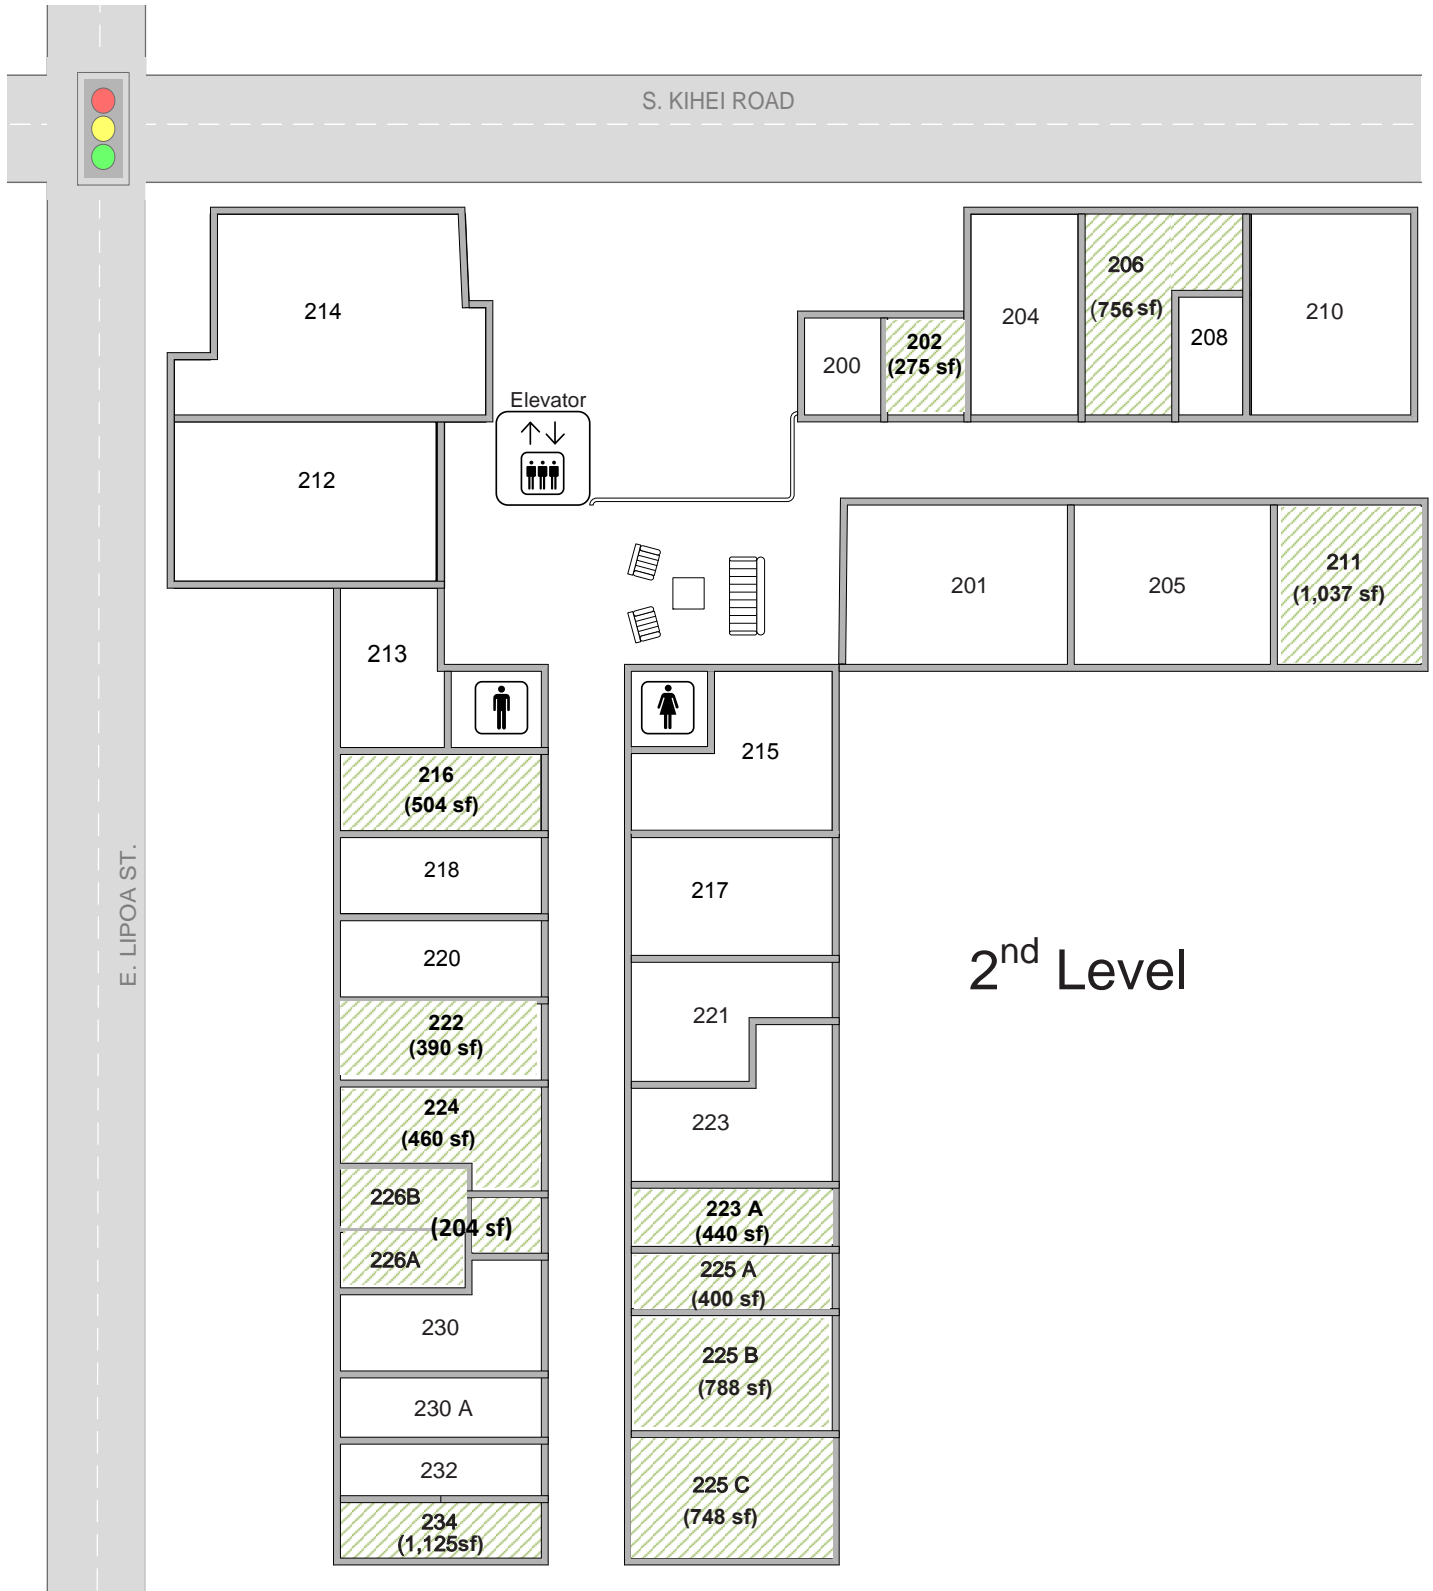 S. KIHEI ROAD
E. LIPOA ST.
214
212
Elevator
200
202
(275 sf)
204
206
(756 sf)
208
210
201
205
211
(1,037 sf)
213
216
(504 sf)
218
220
222
(390 sf)
224
(460 sf)
226B
(204 sf)
226A
230
230 A
232
234
(1,125sf)
215
217
221
223
223 A
(440 sf)
225 A
(400 sf)
225 B
(788 sf)
225 C
(748 sf)
2nd Level